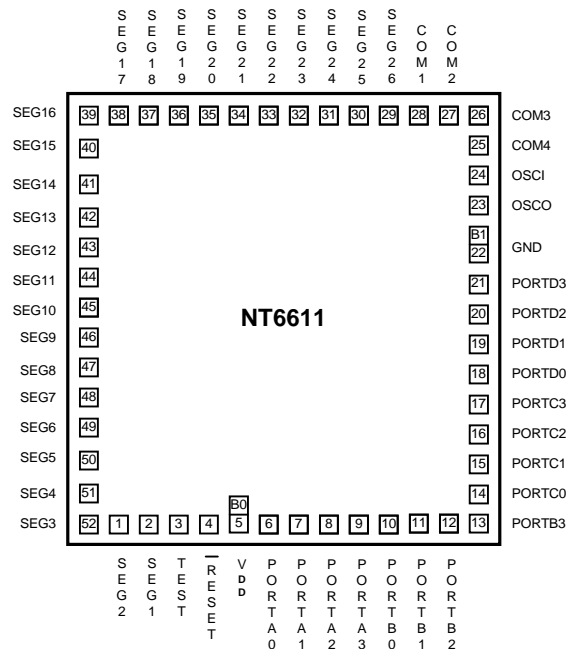 SEG17 SEG18 SEG19 SEG20 SEG21 SEG22 SEG23 SEG24 SEG25 SEG26 COM1 COM2
SEG16 39 38 37 36 35 34 33 32 31 30 29 28 27 26 COM3
SEG15 40 25 COM4
SEG14 41 24 OSCI
SEG13 42 23 OSCO
B1
SEG12 43 22 GND
SEG11 44 21 PORTD3
SEG10 45 NT6611 20 PORTD2
SEG9 46 19 PORTD1
SEG8 47 18 PORTD0
SEG7 48 17 PORTC3
SEG6 49 16 PORTC2
SEG5 50 15 PORTC1
SEG4 51 14 PORTC0
B0
SEG3 52 1 2 3 4 5 6 7 8 9 10 11 12 13 PORTB3
SEG2 SEG1 TEST RESET VDD PORTA0 PORTA1 PORTA2 PORTA3 PORTB0 PORTB1 PORTB2